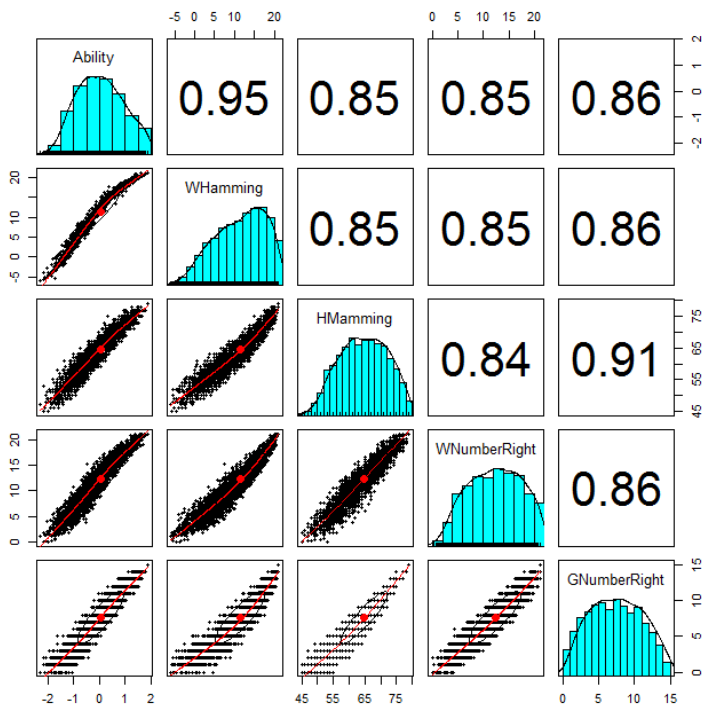 -5 0 5 10 20
0 5 10 20
Ability
0.95 0.85 0.85 0.86
-2 -1 0 1 2
-5 0 5 10 20
WHamming
0.85 0.85 0.86
HMamming
0.84 0.91
45 55 65 75
0 5 10 15 20
WNumberRight
0.86
GNumberRight
0 5 10 15
-2 -1 0 1 2
45 55 65 75
0 5 10 15